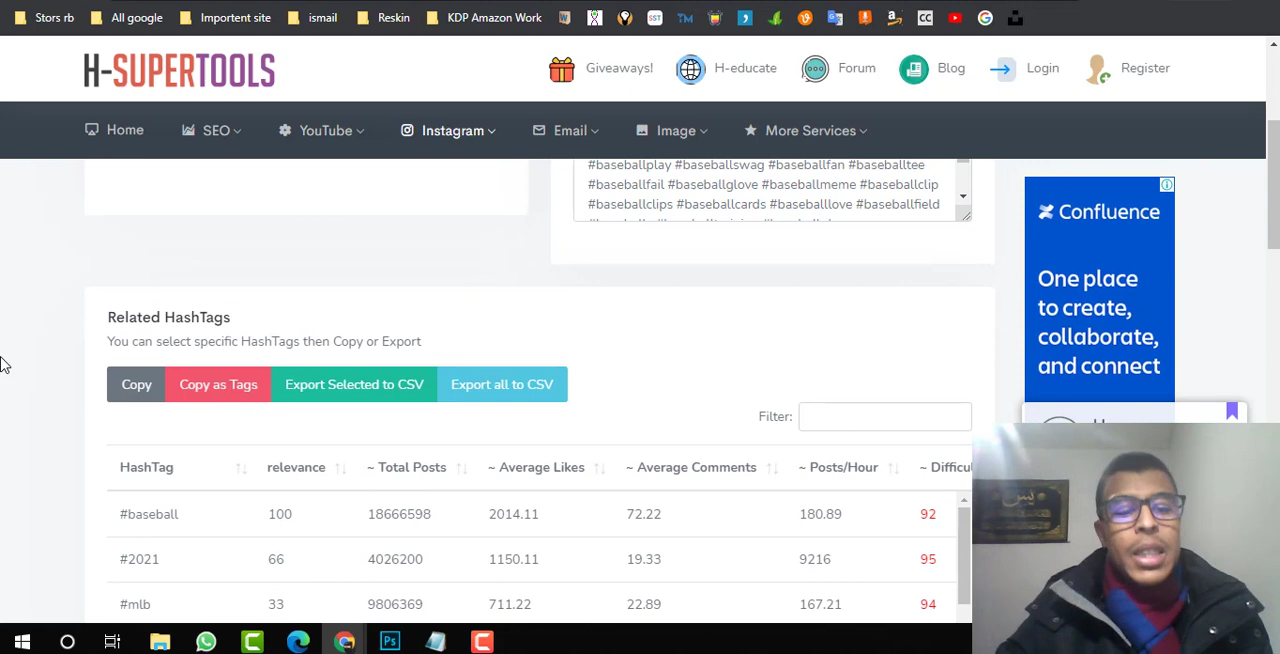 Stors rb All google Importent site ismail Reskin KDP Amazon Work
H-SUPERTOOLS Giveaways! H-educate Forum Blog Login Register
Home SEO YouTube Instagram Email Image More Services
#baseballplay #baseballswag #baseballfan #baseballtee
#baseballfail #baseballglove #baseballmeme #baseballclip
#baseballclips #baseballcards #baseballlove #baseballfield
Confluence
One place
to create,
collaborate,
and connect
Related HashTags
You can select specific HashTags then Copy or Export
Copy Copy as Tags Export Selected to CSV Export all to CSV
Filter:
HashTag relevance ~ Total Posts ~ Average Likes ~ Average Comments ~ Posts/Hour ~ Difficul
#baseball 100 18666598 2014.11 72.22 180.89 92
#2021 66 4026200 1150.11 19.33 9216 95
#mlb 33 9806369 711.22 22.89 167.21 94